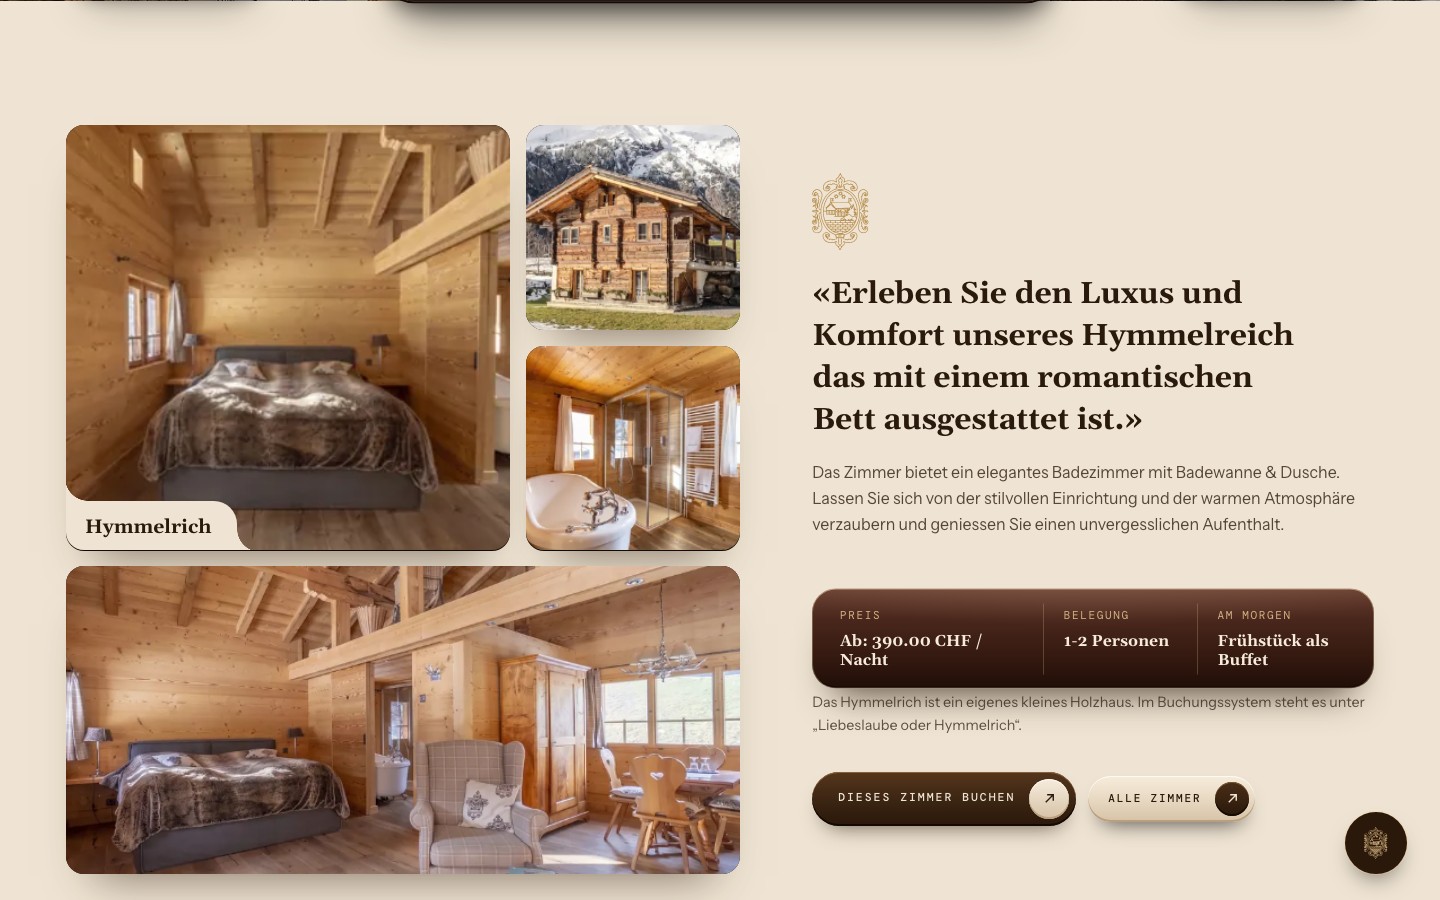 Hymmelrich
«Erleben Sie den Luxus und
Komfort unseres Hymmelreich
das mit einem romantischen
Bett ausgestattet ist.»
Das Zimmer bietet ein elegantes Badezimmer mit Badewanne & Dusche.
Lassen Sie sich von der stilvollen Einrichtung und der warmen Atmosphäre
verzaubern und geniessen Sie einen unvergesslichen Aufenthalt.
PREIS
Ab: 390.00 CHF /
Nacht
BELEGUNG
1-2 Personen
AM MORGEN
Frühstück als
Buffet
Das Hymmelrich ist ein eigenes kleines Holzhaus. Im Buchungssystem steht es unter
„Liebeslaube oder Hymmelrich“.
DIESES ZIMMER BUCHEN
ALLE ZIMMER